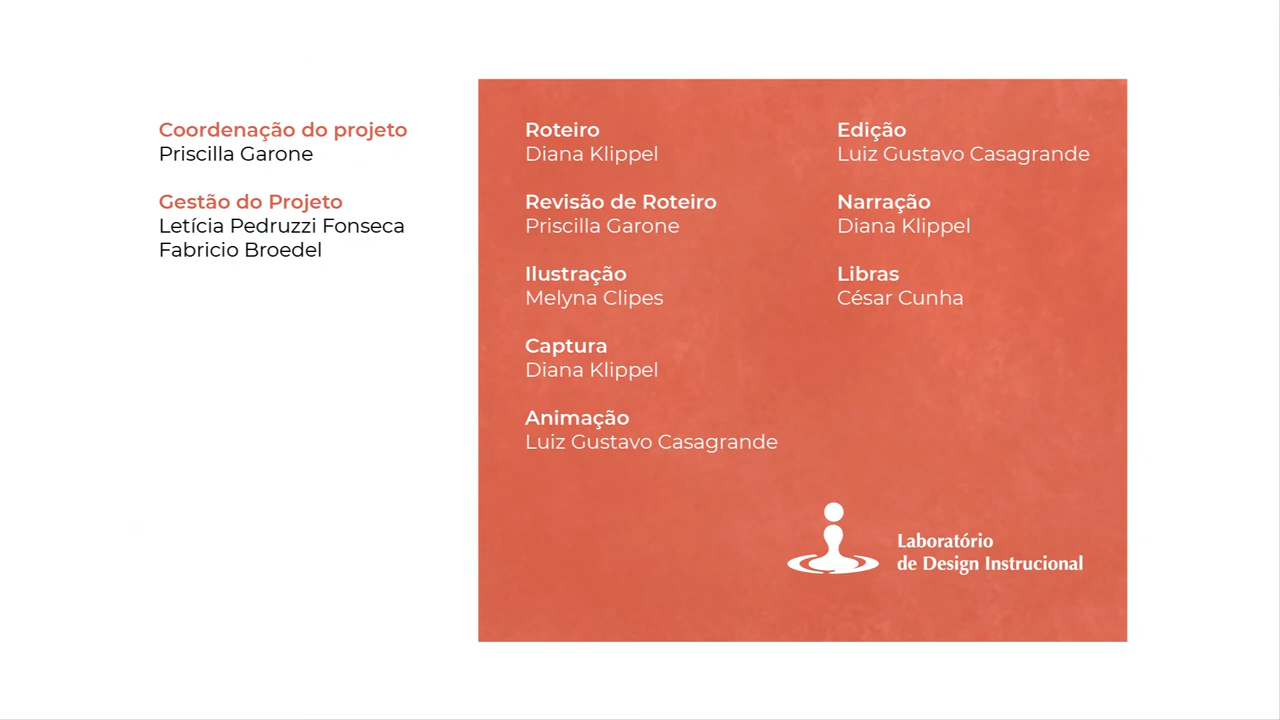 Coordenação do projeto
Priscilla Garone
Gestão do Projeto
Letícia Pedruzzi Fonseca
Fabricio Broedel
Roteiro
Diana Klippel
Revisão de Roteiro
Priscilla Garone
Ilustração
Melyna Clipes
Captura
Diana Klippel
Animação
Luiz Gustavo Casagrande
Edição
Luiz Gustavo Casagrande
Narração
Diana Klippel
Libras
César Cunha
Laboratório
de Design Instrucional